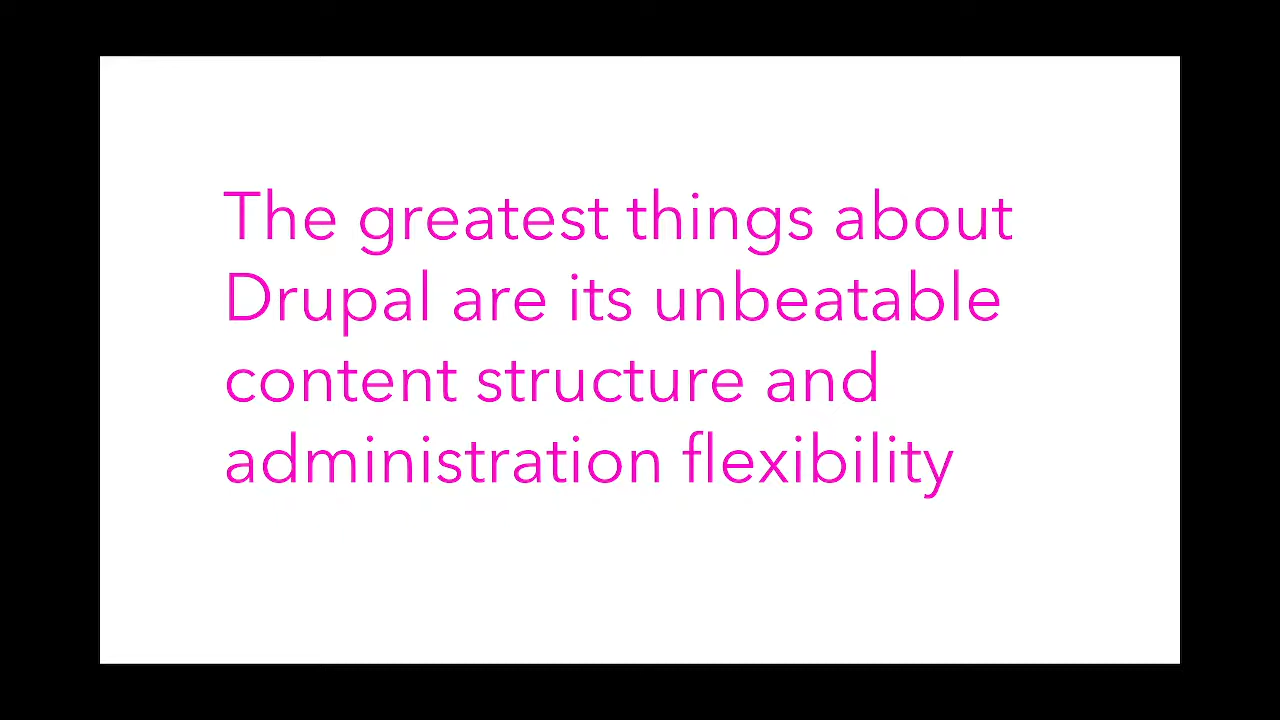 The greatest things about
Drupal are its unbeatable
content structure and
administration flexibility